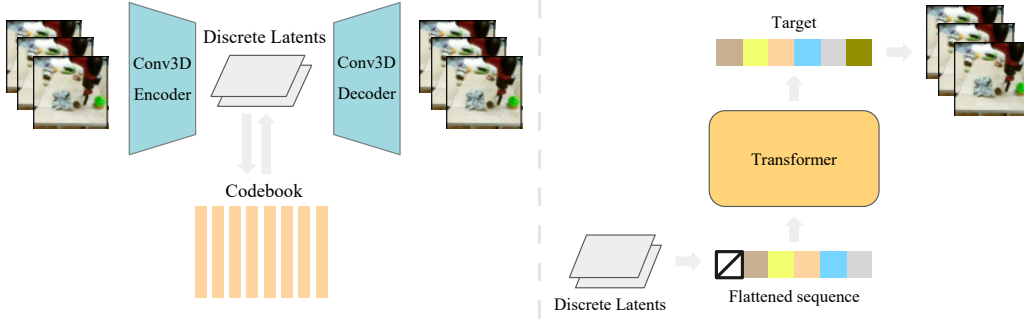 Discrete Latents
Conv3D
Encoder
Conv3D
Decoder
Codebook
Target
Transformer
Discrete Latents
Flattened sequence